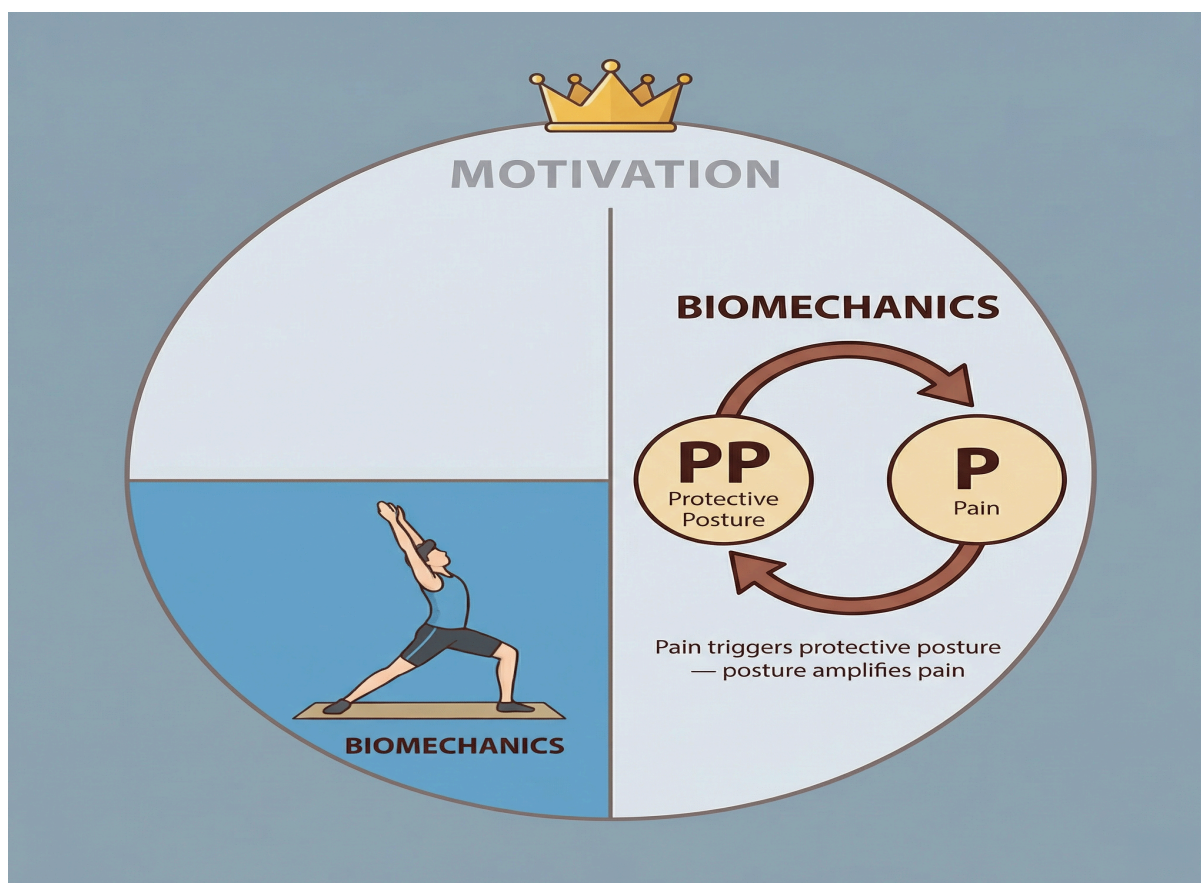 MOTIVATION
BIOMECHANICS
PP
Protective
Posture
P
Pain
Pain triggers protective posture
— posture amplifies pain
BIOMECHANICS